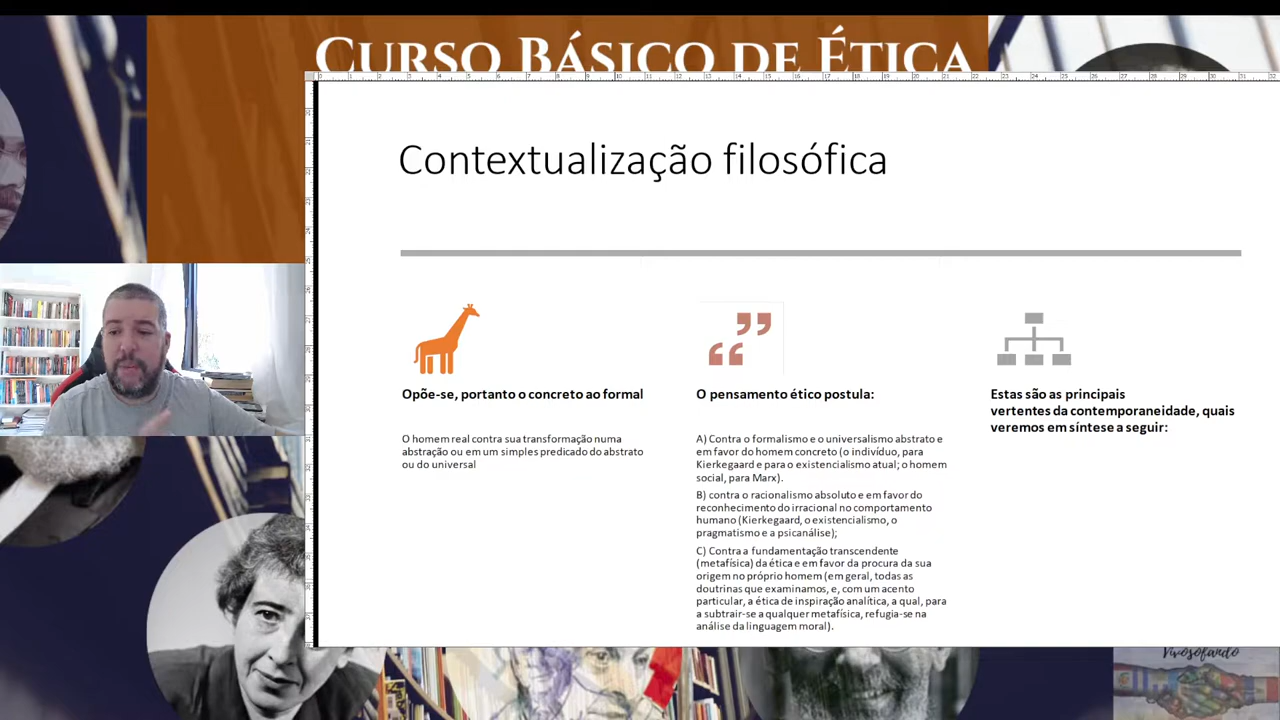 CURSO BÁSICO DE ÉTICA
Contextualização filosófica
Opõe-se, portanto o concreto ao formal
O homem real contra sua transformação numa
abstração ou em um simples predicado do abstrato
ou do universal
O pensamento ético postula:
A) Contra o formalismo e o universalismo abstrato e
em favor do homem concreto (o indivíduo, para
Kierkegaard e para o existencialismo atual; o homem
social, para Marx).
B) contra o racionalismo absoluto e em favor do
reconhecimento do irracional no comportamento
humano (Kierkegaard, o existencialismo, o
pragmatismo e a psicanálise);
C) Contra a fundamentação transcendente
(metafísica) da ética e em favor da procura da sua
origem no próprio homem (em geral, todas as
doutrinas que examinamos, e, com um acento
particular, a ética de inspiração analítica, a qual, para
a subtrair-se a qualquer metafísica, refugia-se na
análise da linguagem moral).
Estas são as principais
vertentes da contemporaneidade, quais
veremos em síntese a seguir:
Vivosofando